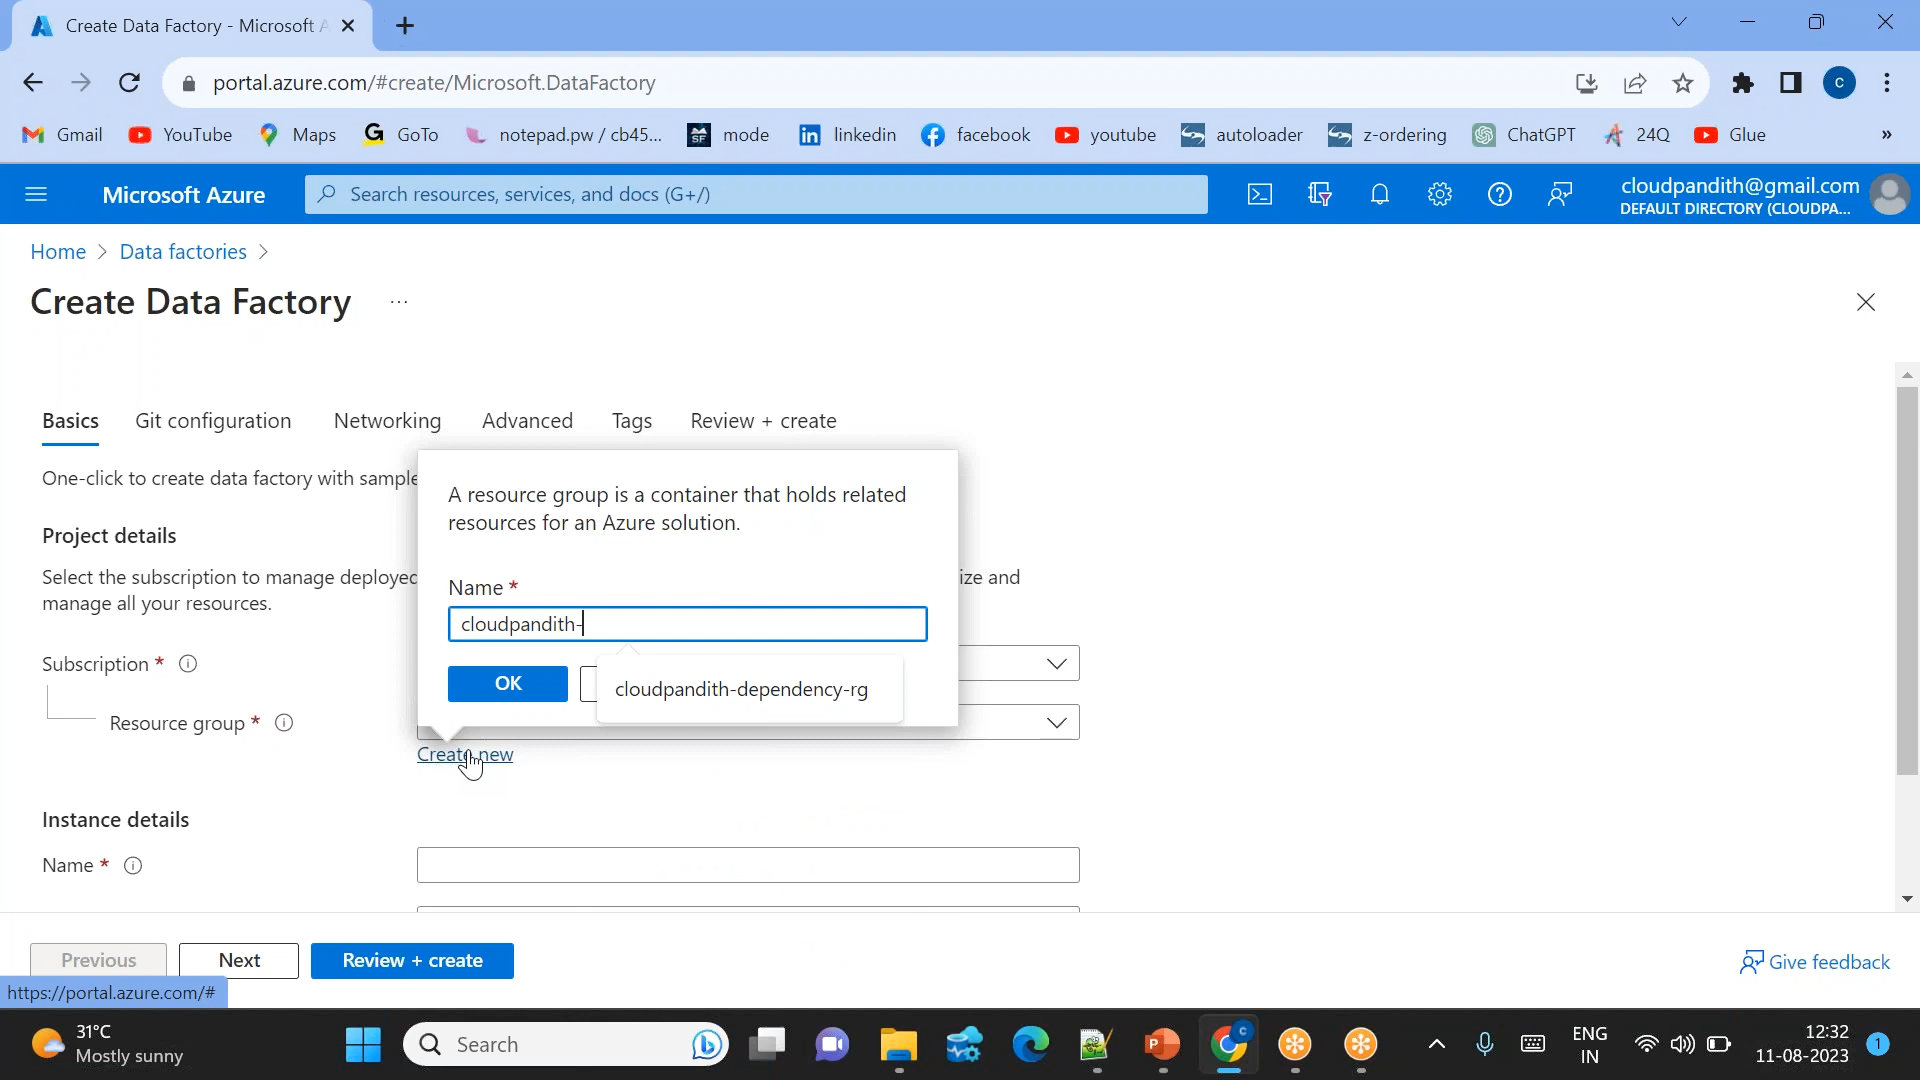 Create Data Factory - Microsoft A
portal.azure.com/#create/Microsoft.DataFactory
c
Gmail
YouTube
Maps
GoTo
notepad.pw / cb45...
mode
linkedin
facebook
youtube
autoloader
z-ordering
ChatGPT
24Q
Glue
»
Microsoft Azure
Search resources, services, and docs (G+/)
cloudpandith@gmail.com
DEFAULT DIRECTORY (CLOUDPA...
Home > Data factories >
Create Data Factory ...
Basics Git configuration Networking Advanced Tags Review + create
One-click to create data factory with sample
A resource group is a container that holds related
resources for an Azure solution.
Project details
Select the subscription to manage deployed
ize and
manage all your resources.
Name *
cloudpandith-
OK
cloudpandith-dependency-rg
Subscription *
Resource group *
Create new
Instance details
Name *
Previous
Next
Review + create
Give feedback
https://portal.azure.com/#
31°C
Mostly sunny
Search
ENG
IN
12:32
11-08-2023
1